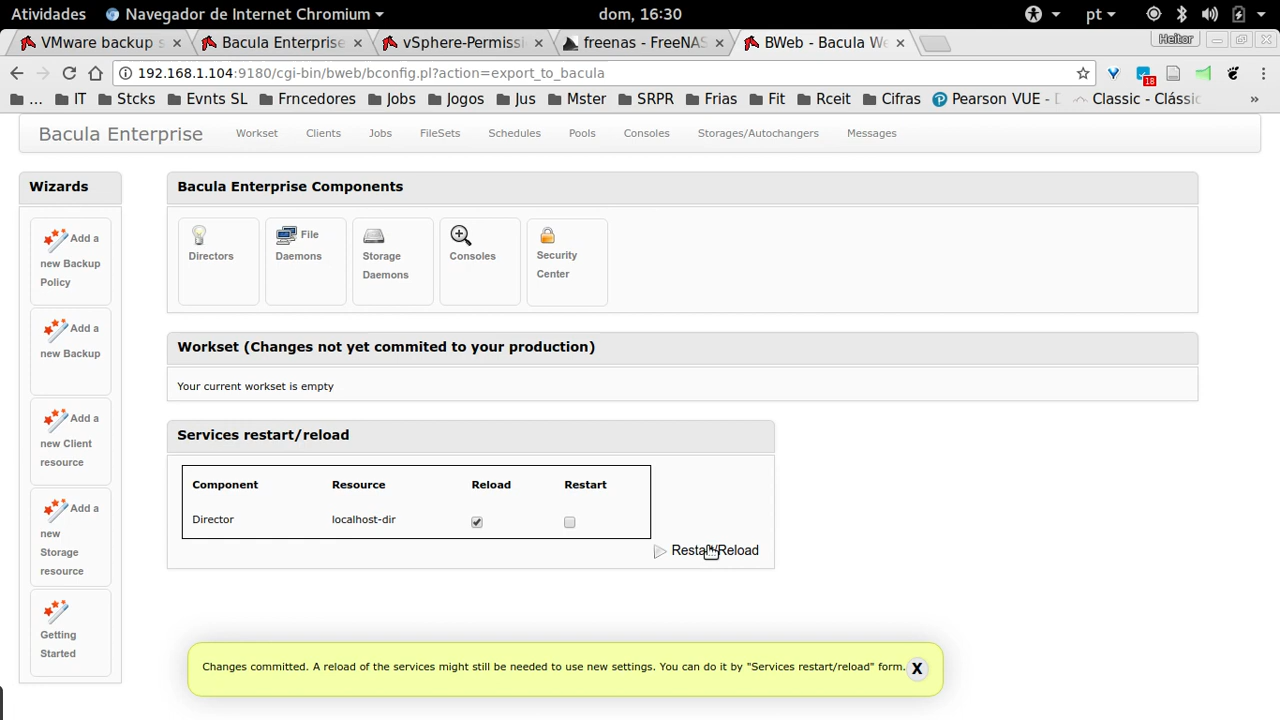 Atividades Navegador de Internet Chromium dom, 16:30 pt
VMware backup s Bacula Enterprise vSphere-Permissi freenas - FreeNAS BWeb - Bacula We Heitor
192.168.1.104:9180/cgi-bin/bweb/bconfig.pl?action=export_to_bacula 18
... IT Stcks Evnts SL Frncedores Jobs Jogos Jus Mster SRPR Frias Fit Rceit Cifras Pearson VUE - Classic - Clássic »
Bacula Enterprise Workset Clients Jobs FileSets Schedules Pools Consoles Storages/Autochangers Messages
Wizards
Add a
new Backup
Policy
Add a
new Backup
Add a
new Client
resource
Add a
new
Storage
resource
Getting
Started
Bacula Enterprise Components
Directors
File
Daemons
Storage
Daemons
Consoles
Security
Center
Workset (Changes not yet commited to your production)
Your current workset is empty
Services restart/reload
Component Resource Reload Restart
Director localhost-dir
Restart/Reload
Changes committed. A reload of the services might still be needed to use new settings. You can do it by "Services restart/reload" form. X